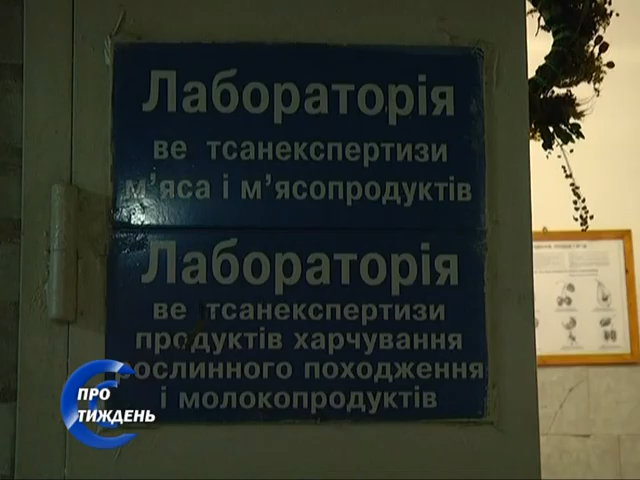 Лабораторія
ве тсанекспертизи
м'яса і м'ясопродуктів
Лабораторія
ве тсанекспертизи
продуктів харчування
рослинного походження
і молокопродуктів
ПРО
ТИЖДЕНЬ